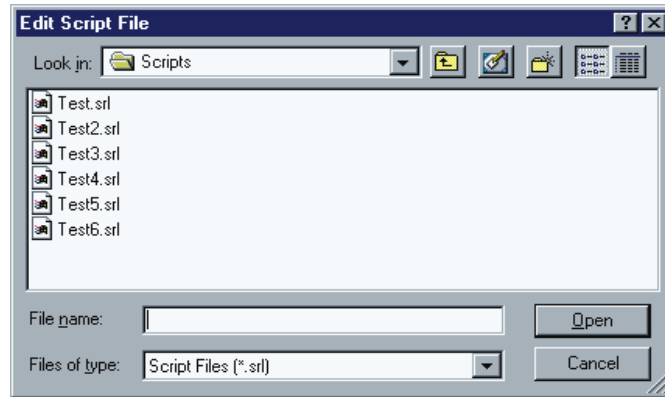 Edit Script File
Look in: Scripts
Test.srl
Test2.srl
Test3.srl
Test4.srl
Test5.srl
Test6.srl
File name: Open
Files of type: Script Files (*.srl) Cancel